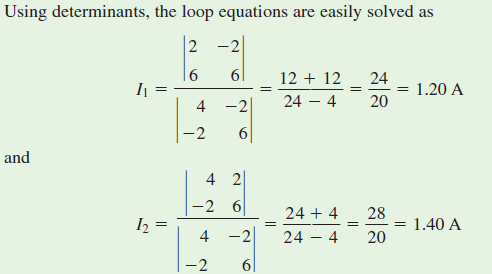 Using determinants, the loop equations are easily solved as
I₁ = |2 −2; 6 6| / |4 −2; −2 6| = (12 + 12) / (24 − 4) = 24 / 20 = 1.20 A
and
I₂ = |4 2; −2 6| / |4 −2; −2 6| = (24 + 4) / (24 − 4) = 28 / 20 = 1.40 A